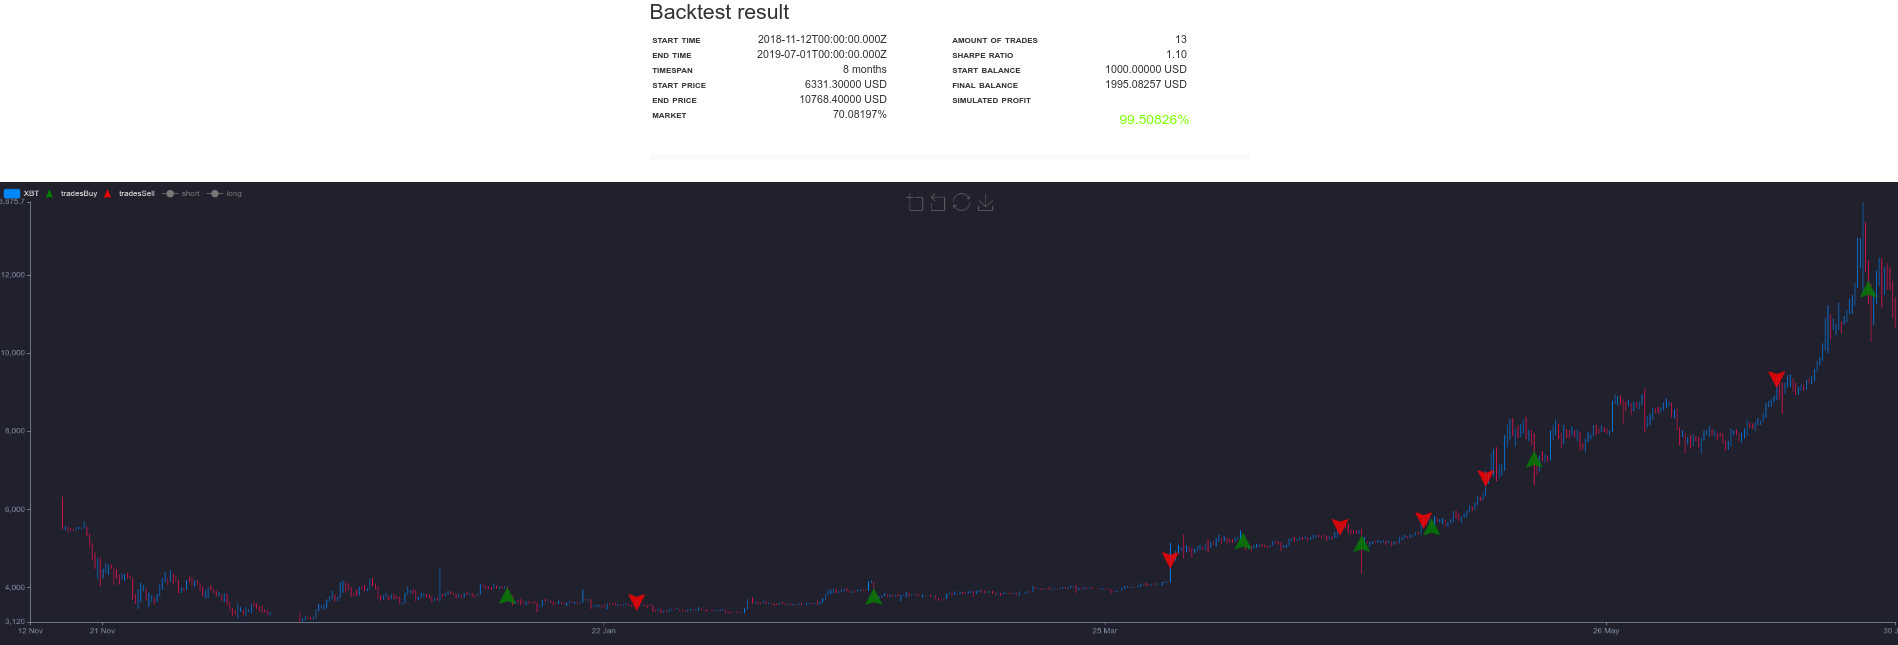 Backtest result
START TIME 2018-11-12T00:00:00.000Z
END TIME 2019-07-01T00:00:00.000Z
TIMESPAN 8 months
START PRICE 6331.30000 USD
END PRICE 10768.40000 USD
MARKET 70.08197%
AMOUNT OF TRADES 13
SHARPE RATIO 1.10
START BALANCE 1000.00000 USD
FINAL BALANCE 1995.08257 USD
SIMULATED PROFIT
99.50826%
XBT tradesBuy tradesSell short long
3,875.7
12,000
10,000
8,000
6,000
4,000
3,120
12 Nov 21 Nov 22 Jan 25 Mar 26 May 30 J